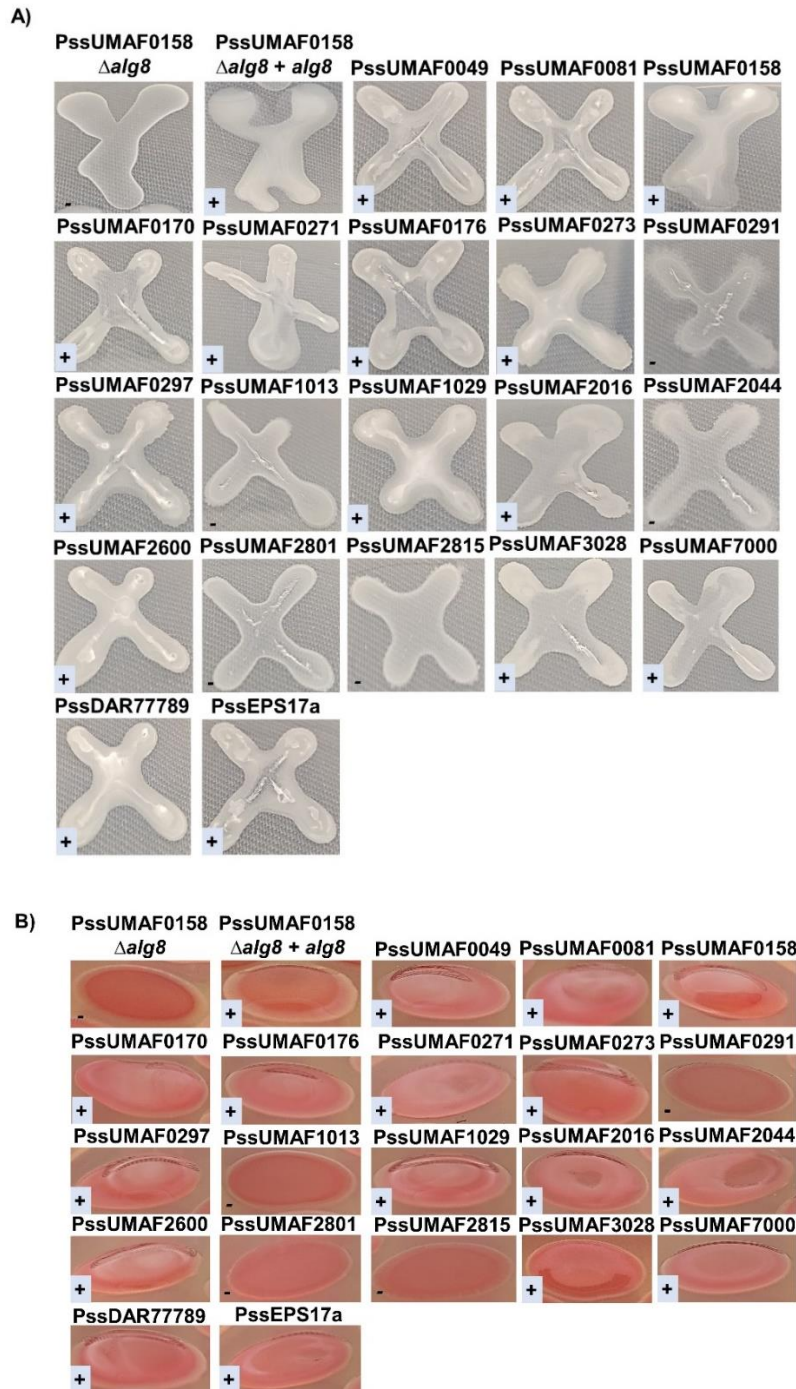 A)
PssUMAF0158 PssUMAF0158
Δalg8 Δalg8 + alg8 PssUMAF0049 PssUMAF0081 PssUMAF0158
- + + + +
PssUMAF0170 PssUMAF0271 PssUMAF0176 PssUMAF0273 PssUMAF0291
+ + + + -
PssUMAF0297 PssUMAF1013 PssUMAF1029 PssUMAF2016 PssUMAF2044
+ - + + -
PssUMAF2600 PssUMAF2801 PssUMAF2815 PssUMAF3028 PssUMAF7000
+ - - + +
PssDAR77789 PssEPS17a
+ +
B)
PssUMAF0158 PssUMAF0158
Δalg8 Δalg8 + alg8 PssUMAF0049 PssUMAF0081 PssUMAF0158
- + + + +
PssUMAF0170 PssUMAF0176 PssUMAF0271 PssUMAF0273 PssUMAF0291
+ + + + -
PssUMAF0297 PssUMAF1013 PssUMAF1029 PssUMAF2016 PssUMAF2044
+ - + + +
PssUMAF2600 PssUMAF2801 PssUMAF2815 PssUMAF3028 PssUMAF7000
+ - - + +
PssDAR77789 PssEPS17a
+ +